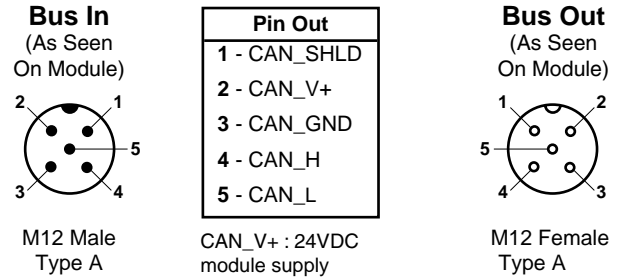 Bus In
(As Seen
On Module)
2
1
5
3
4
M12 Male
Type A
Pin Out
1 - CAN_SHLD
2 - CAN_V+
3 - CAN_GND
4 - CAN_H
5 - CAN_L
CAN_V+ : 24VDC
module supply
Bus Out
(As Seen
On Module)
1
2
5
4
3
M12 Female
Type A